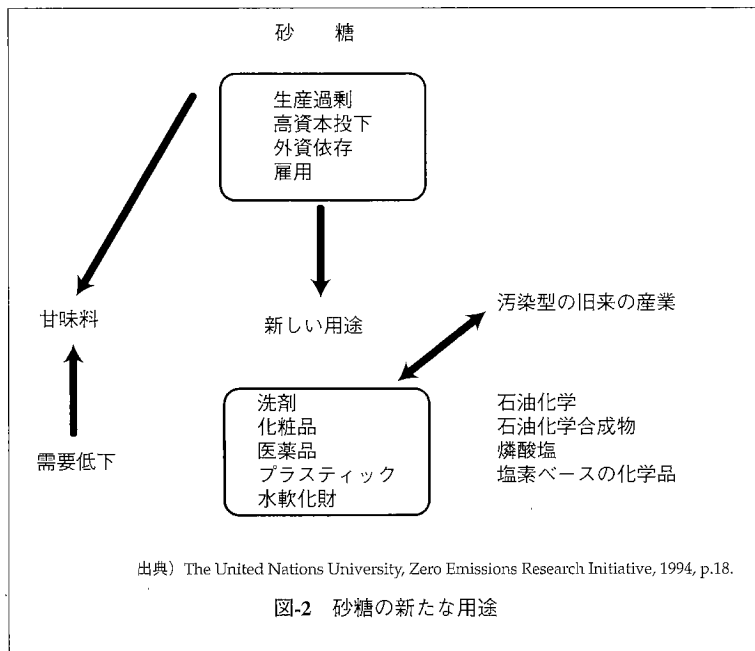 砂　糖
生産過剰
高資本投下
外資依存
雇用
甘味料
新しい用途
汚染型の旧来の産業
需要低下
洗剤
化粧品
医薬品
プラスティック
水軟化財
石油化学
石油化学合成物
燐酸塩
塩素ベースの化学品
出典）The United Nations University, Zero Emissions Research Initiative, 1994, p.18.
図-2　砂糖の新たな用途